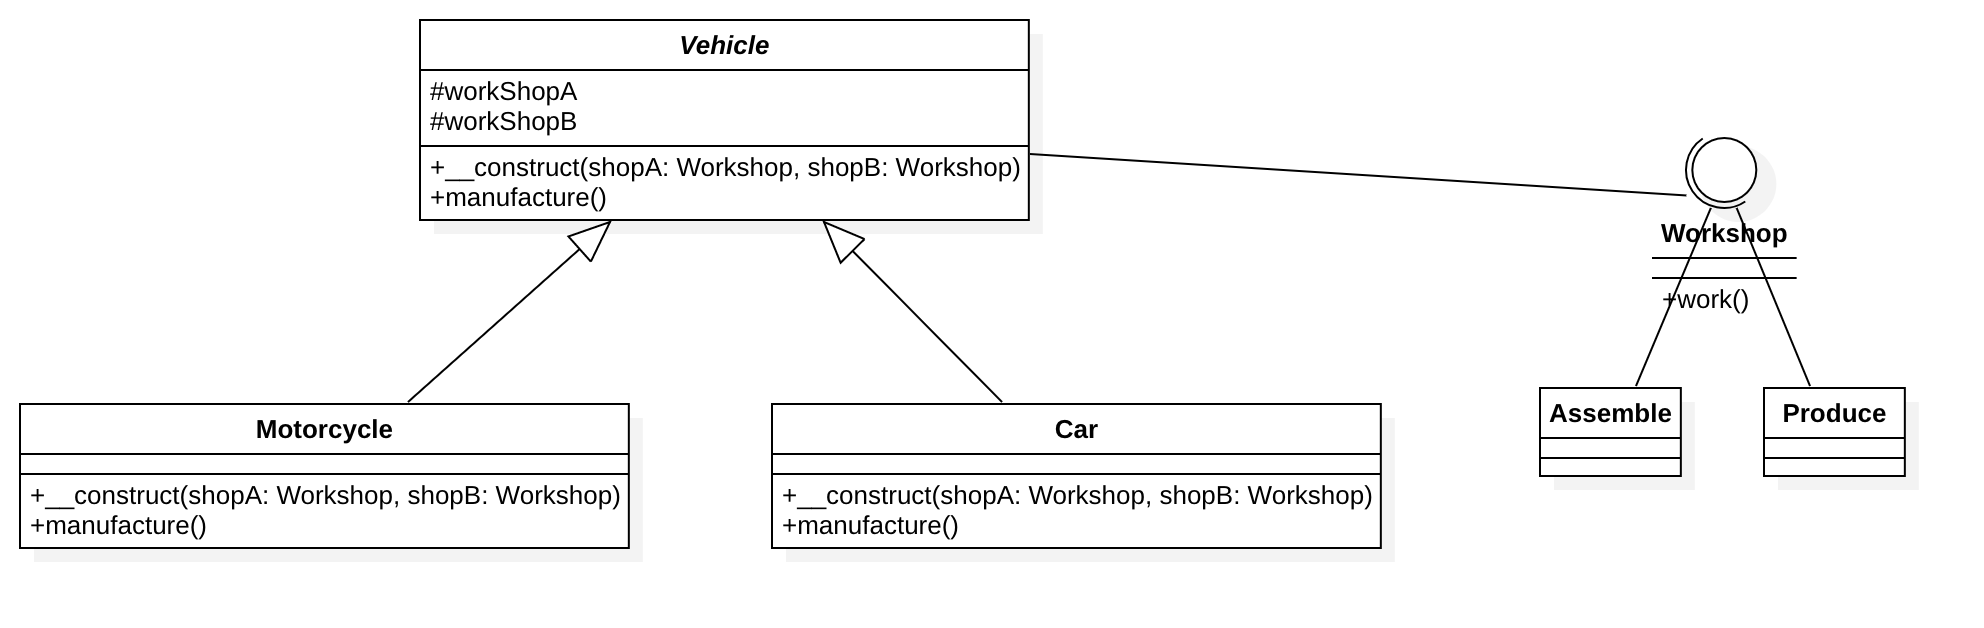 Vehicle
#workShopA
#workShopB
+__construct(shopA: Workshop, shopB: Workshop)
+manufacture()
Workshop
+work()
Motorcycle
+__construct(shopA: Workshop, shopB: Workshop)
+manufacture()
Car
+__construct(shopA: Workshop, shopB: Workshop)
+manufacture()
Assemble
Produce